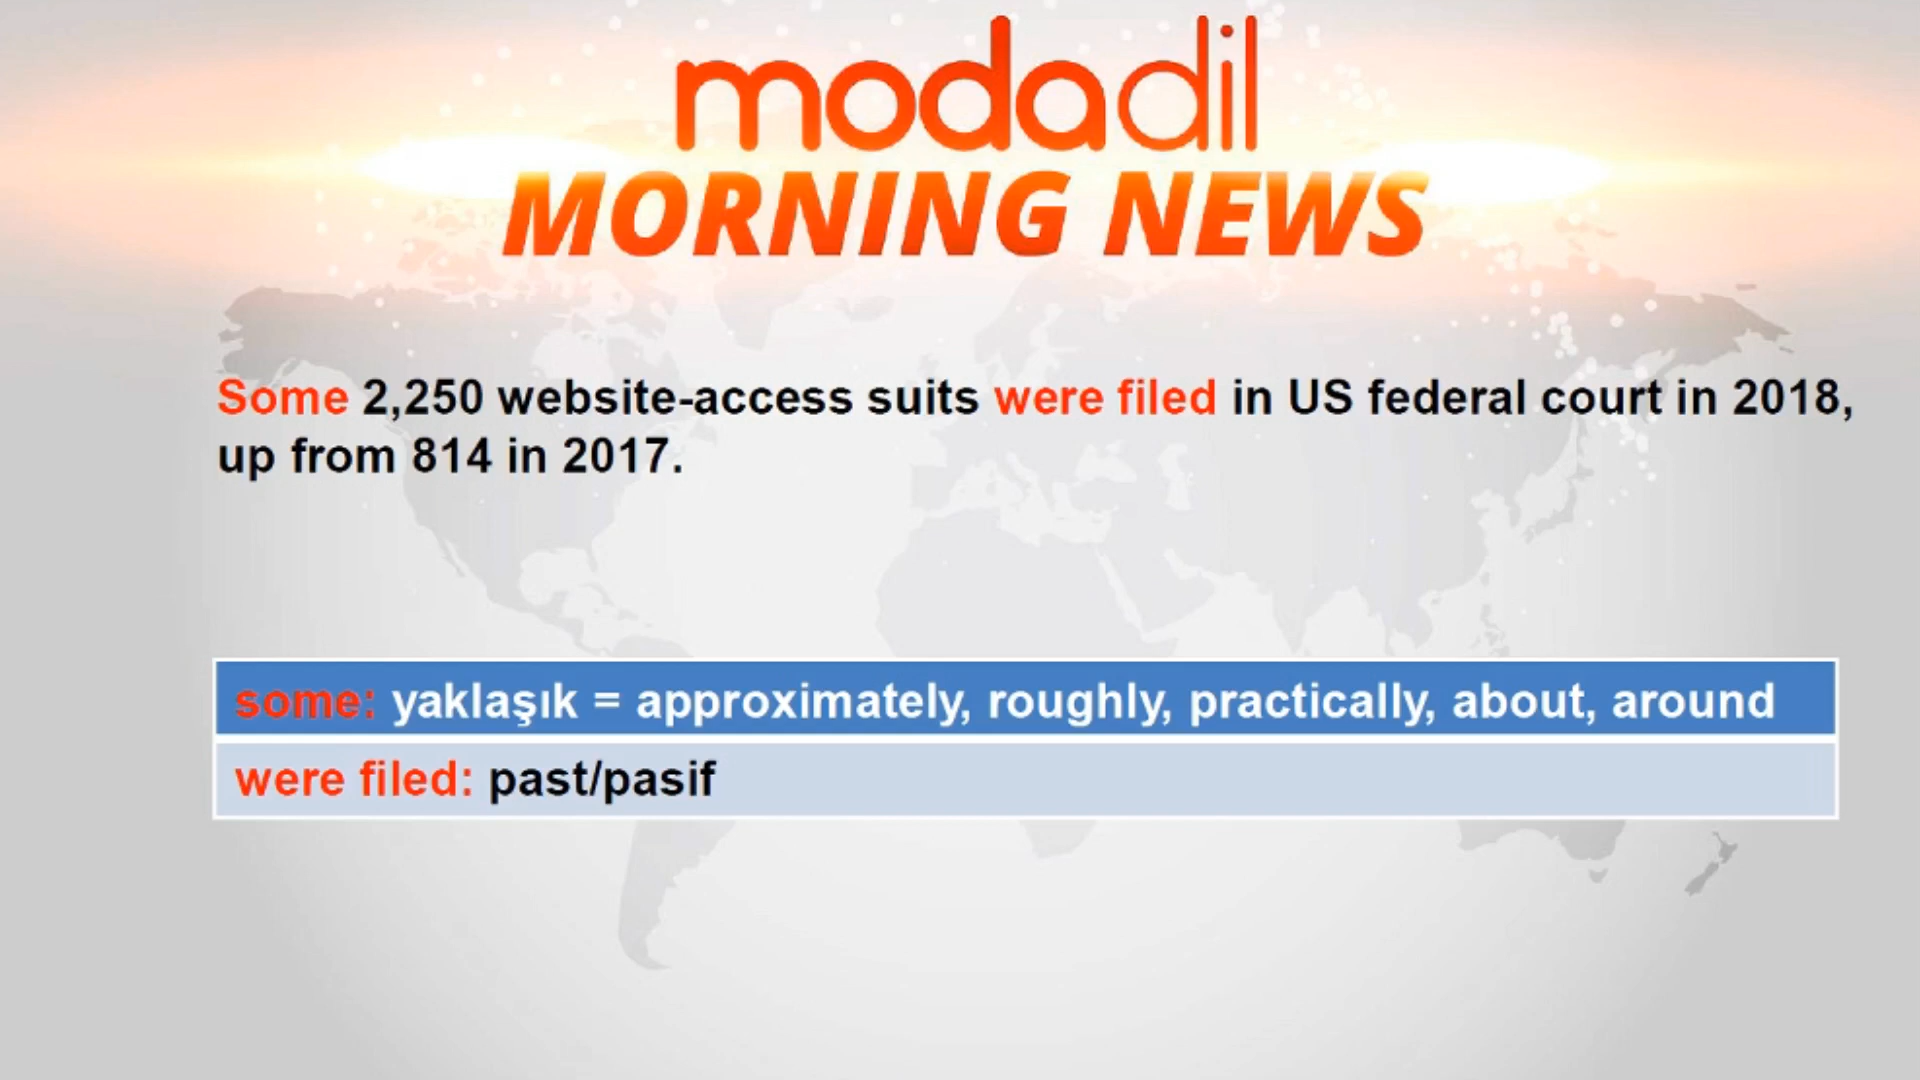 modadil
MORNING NEWS
Some 2,250 website-access suits were filed in US federal court in 2018,
up from 814 in 2017.
some: yaklaşık = approximately, roughly, practically, about, around
were filed: past/pasif